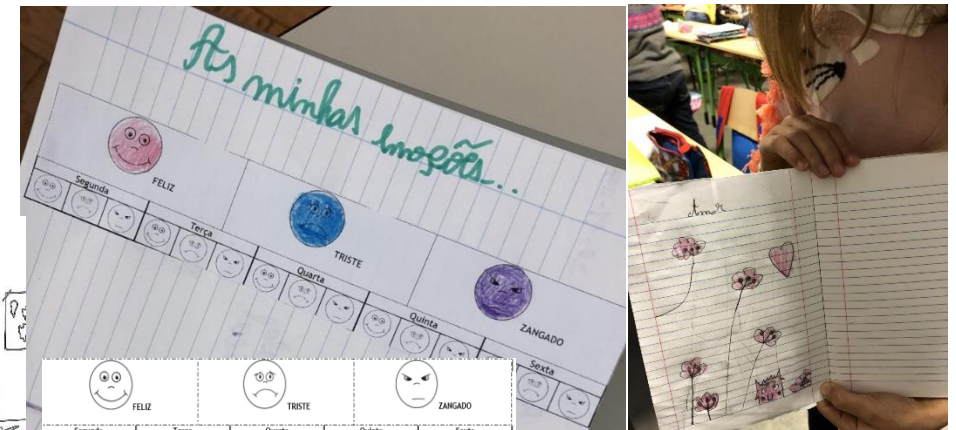 As minhas
Emoções...
FELIZ
TRISTE
ZANGADO
Segunda
Terça
Quarta
Quinta
Sexta
FELIZ
TRISTE
ZANGADO
Amor